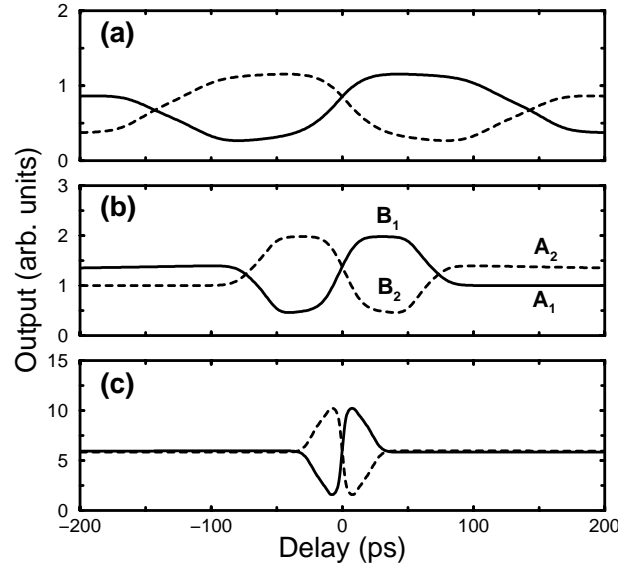 2
(a)
1
0
3
(b)
B₁
2
A₂
1
B₂
A₁
0
15
(c)
10
5
0
−200
−100
0
100
200
Delay (ps)
Output (arb. units)